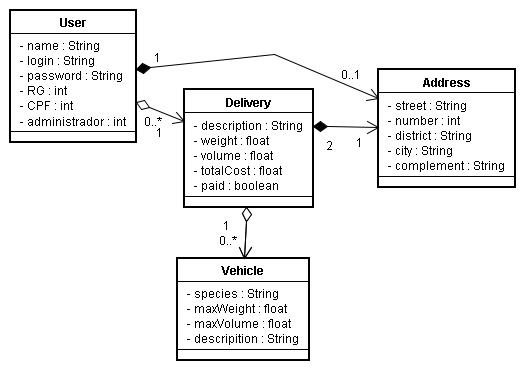 User
- name : String
- login : String
- password : String
- RG : int
- CPF : int
- administrador : int
1
0..1
Address
- street : String
- number : int
- district : String
- city : String
- complement : String
0..*
1
Delivery
- description : String
- weight : float
- volume : float
- totalCost : float
- paid : boolean
2
1
1
0..*
Vehicle
- species : String
- maxWeight : float
- maxVolume : float
- descripition : String